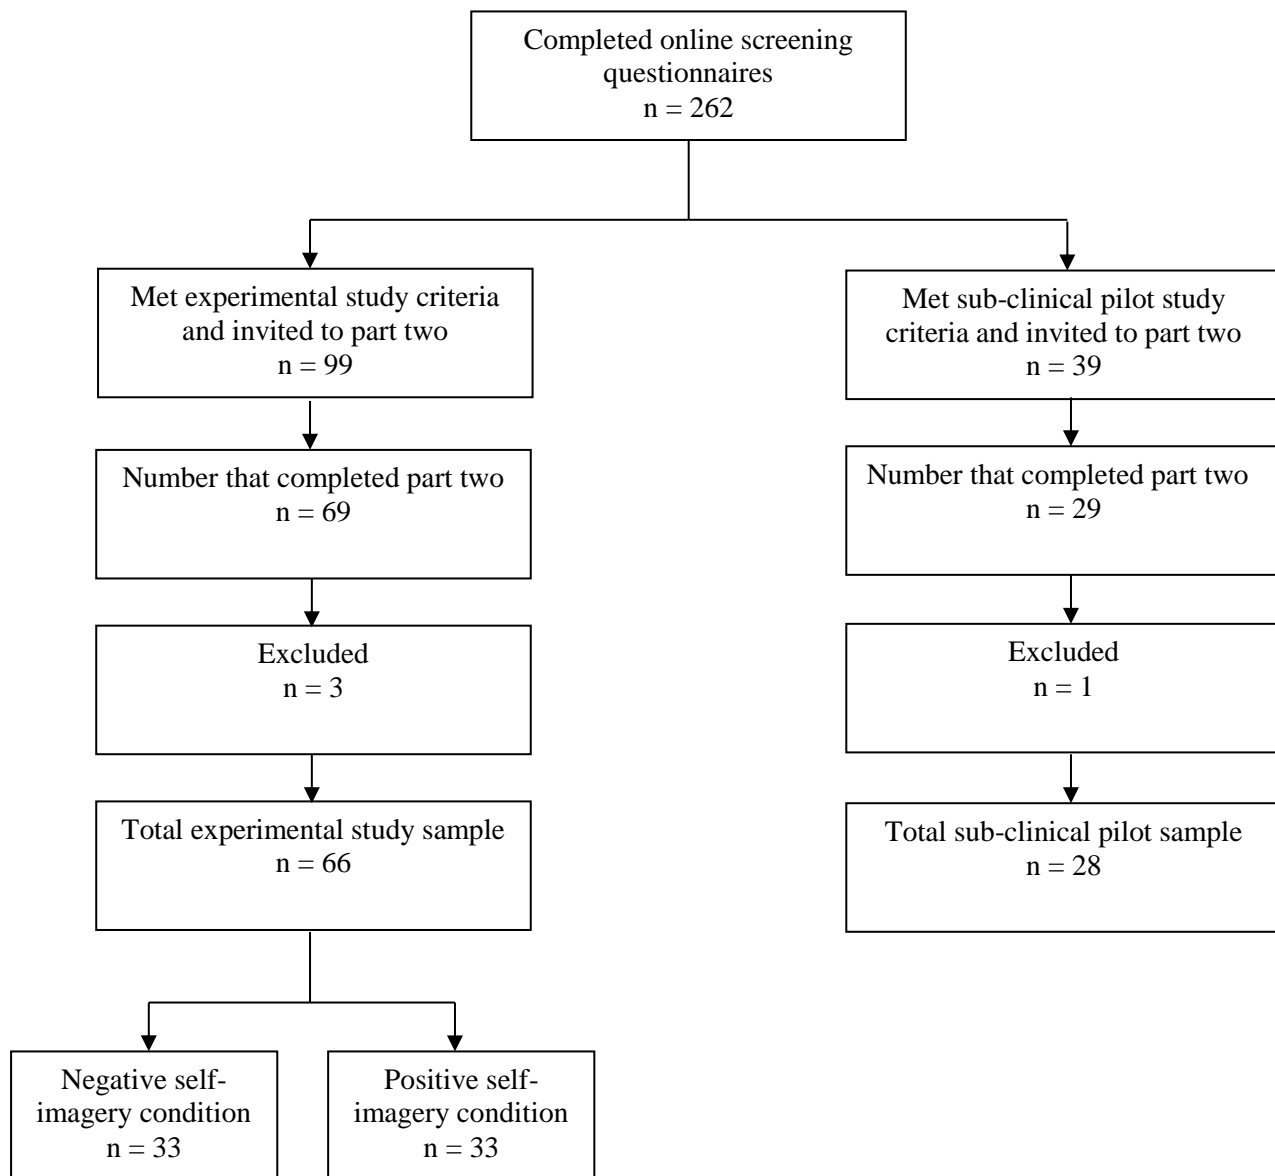 Completed online screening
questionnaires
n = 262
Met experimental study criteria
and invited to part two
n = 99
Met sub-clinical pilot study
criteria and invited to part two
n = 39
Number that completed part two
n = 69
Number that completed part two
n = 29
Excluded
n = 3
Excluded
n = 1
Total experimental study sample
n = 66
Total sub-clinical pilot sample
n = 28
Negative self-
imagery condition
n = 33
Positive self-
imagery condition
n = 33